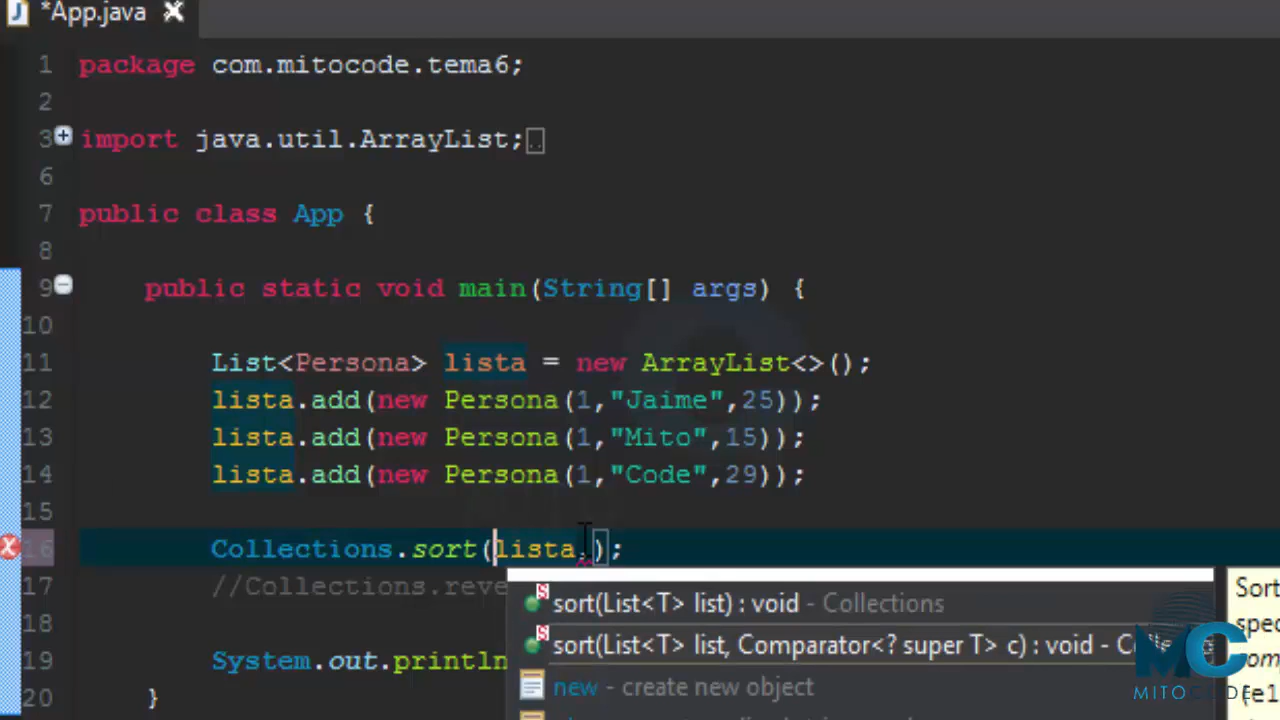 *App.java
1 package com.mitocode.tema6;
2
3 import java.util.ArrayList;
6
7 public class App {
8
9 public static void main(String[] args) {
10
11 List<Persona> lista = new ArrayList<>();
12 lista.add(new Persona(1,"Jaime",25));
13 lista.add(new Persona(1,"Mito",15));
14 lista.add(new Persona(1,"Code",29));
15
16 Collections.sort(lista,);
17 //Collections.reve
sort(List<T> list) : void - Collections
Sort
18
sort(List<T> list, Comparator<? super T> c) : void - C
spec
19 System.out.println
new - create new object
20 }
MC
MITOCODE